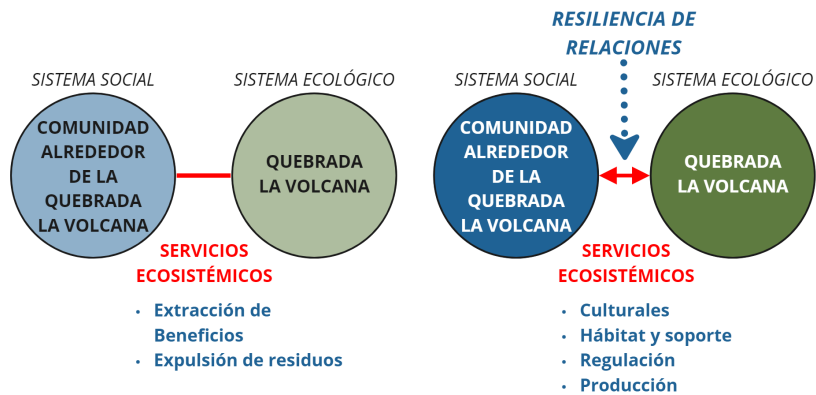 SISTEMA SOCIAL
SISTEMA ECOLÓGICO
COMUNIDAD
ALREDEDOR
DE LA
QUEBRADA
LA VOLCANA
QUEBRADA
LA VOLCANA
SERVICIOS
ECOSISTÉMICOS
• Extracción de
Beneficios
• Expulsión de residuos
RESILIENCIA DE
RELACIONES
SISTEMA SOCIAL
SISTEMA ECOLÓGICO
COMUNIDAD
ALREDEDOR
DE LA
QUEBRADA
LA VOLCANA
QUEBRADA
LA VOLCANA
SERVICIOS
ECOSISTÉMICOS
• Culturales
• Hábitat y soporte
• Regulación
• Producción